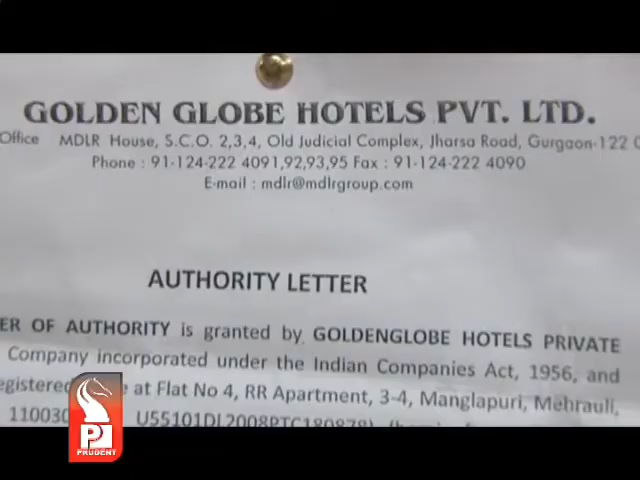 GOLDEN GLOBE HOTELS PVT. LTD.
Office MDLR House, S.C.O. 2,3,4, Old Judicial Complex, Jharsa Road, Gurgaon-122
Phone : 91-124-222 4091,92,93,95 Fax : 91-124-222 4090
E-mail : mdlr@mdlrgroup.com
AUTHORITY LETTER
ER OF AUTHORITY is granted by GOLDENGLOBE HOTELS PRIVATE
Company incorporated under the Indian Companies Act, 1956, and
egistered at Flat No 4, RR Apartment, 3-4, Manglapuri, Mehrauli,
11003 U55101DL2008PTC180878)
PRUDENT